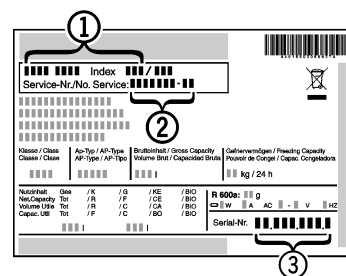 1
Index /
Service-Nr./No. Service: -
2
Klasse / Class
Classe / Clase
Ap-Typ / AP-Type
AP-Type / AP-Tipo
Bruttoinhalt / Gross Capacity
Volume Brut / Capacidad Bruta
l
Gefriervermögen / Freezing Capacity
Pouvoir de Congel / Capac. Congeladora
kg / 24 h
Nutzinhalt Ges / K / G / KE / BIO
Net.Capacity Tot / R / F / CE / BIO
Volume Utile Tot / R / C / CA / BIO
Capac. Util Tot / F / C / BO / BIO
l l
R 600a: g
W A AC - V HZ
Serial-Nr. . .
3